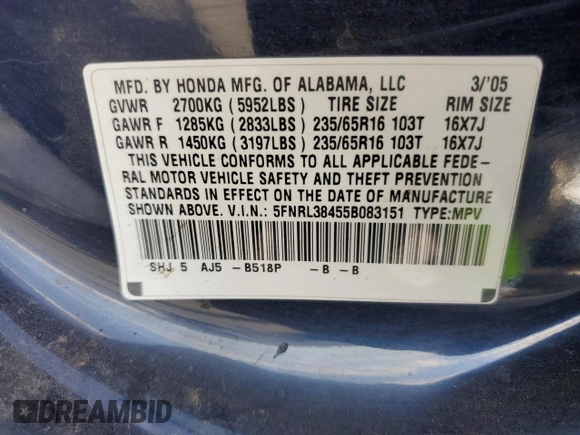 MFD. BY HONDA MFG. OF ALABAMA, LLC 3/'05
GVWR 2700KG (5952LBS) TIRE SIZE RIM SIZE
GAWR F 1285KG (2833LBS) 235/65R16 103T 16X7J
GAWR R 1450KG (3197LBS) 235/65R16 103T 16X7J
THIS VEHICLE CONFORMS TO ALL APPLICABLE FEDE-
RAL MOTOR VEHICLE SAFETY AND THEFT PREVENTION
STANDARDS IN EFFECT ON THE DATE OF MANUFACTURE
SHOWN ABOVE. V.I.N.: 5FNRL38455B083151 TYPE:MPV
SHJ 5 AJ5 -B518P -B -B
DREAMBID